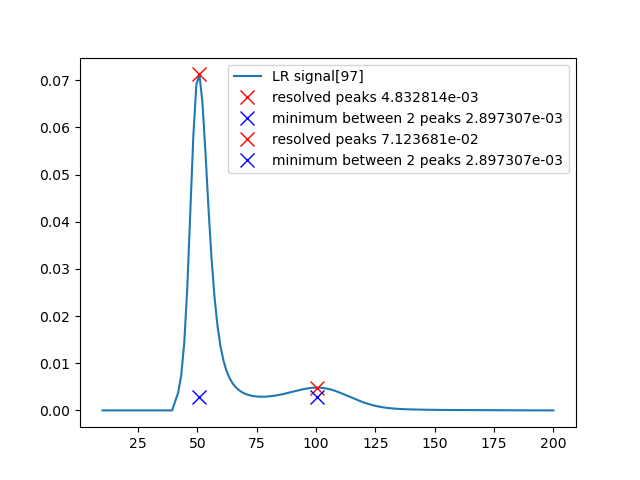 LR signal[97]
resolved peaks 4.832814e-03
minimum between 2 peaks 2.897307e-03
resolved peaks 7.123681e-02
minimum between 2 peaks 2.897307e-03
0.07
0.06
0.05
0.04
0.03
0.02
0.01
0.00
25 50 75 100 125 150 175 200